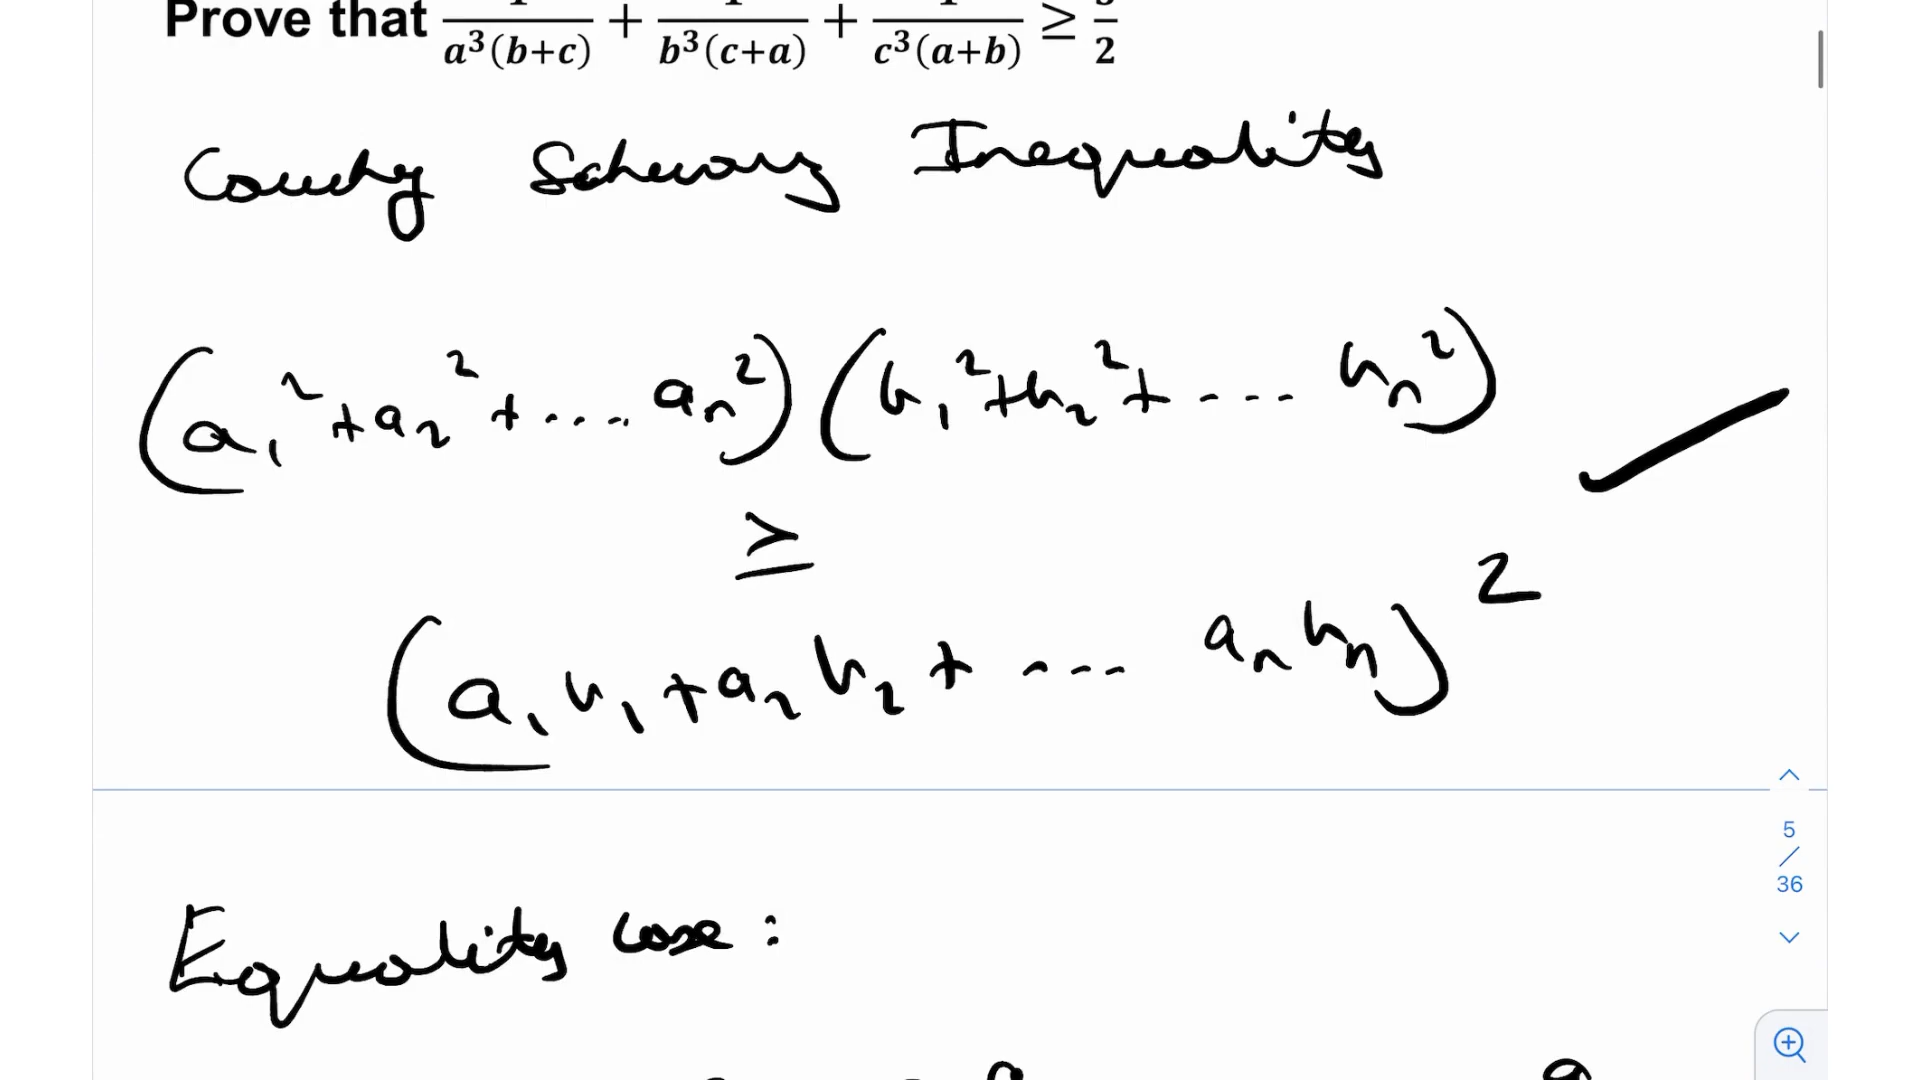 Prove that 1/a³(b+c) + 1/b³(c+a) + 1/c³(a+b) ≥ 3/2
Cauchy Schwarz Inequality
(a₁² + a₂² + .... aₙ²)(b₁² + b₂² + --- bₙ²)
≥
(a₁b₁ + a₂b₂ + --- aₙbₙ)²
5
/
36
Equality case :